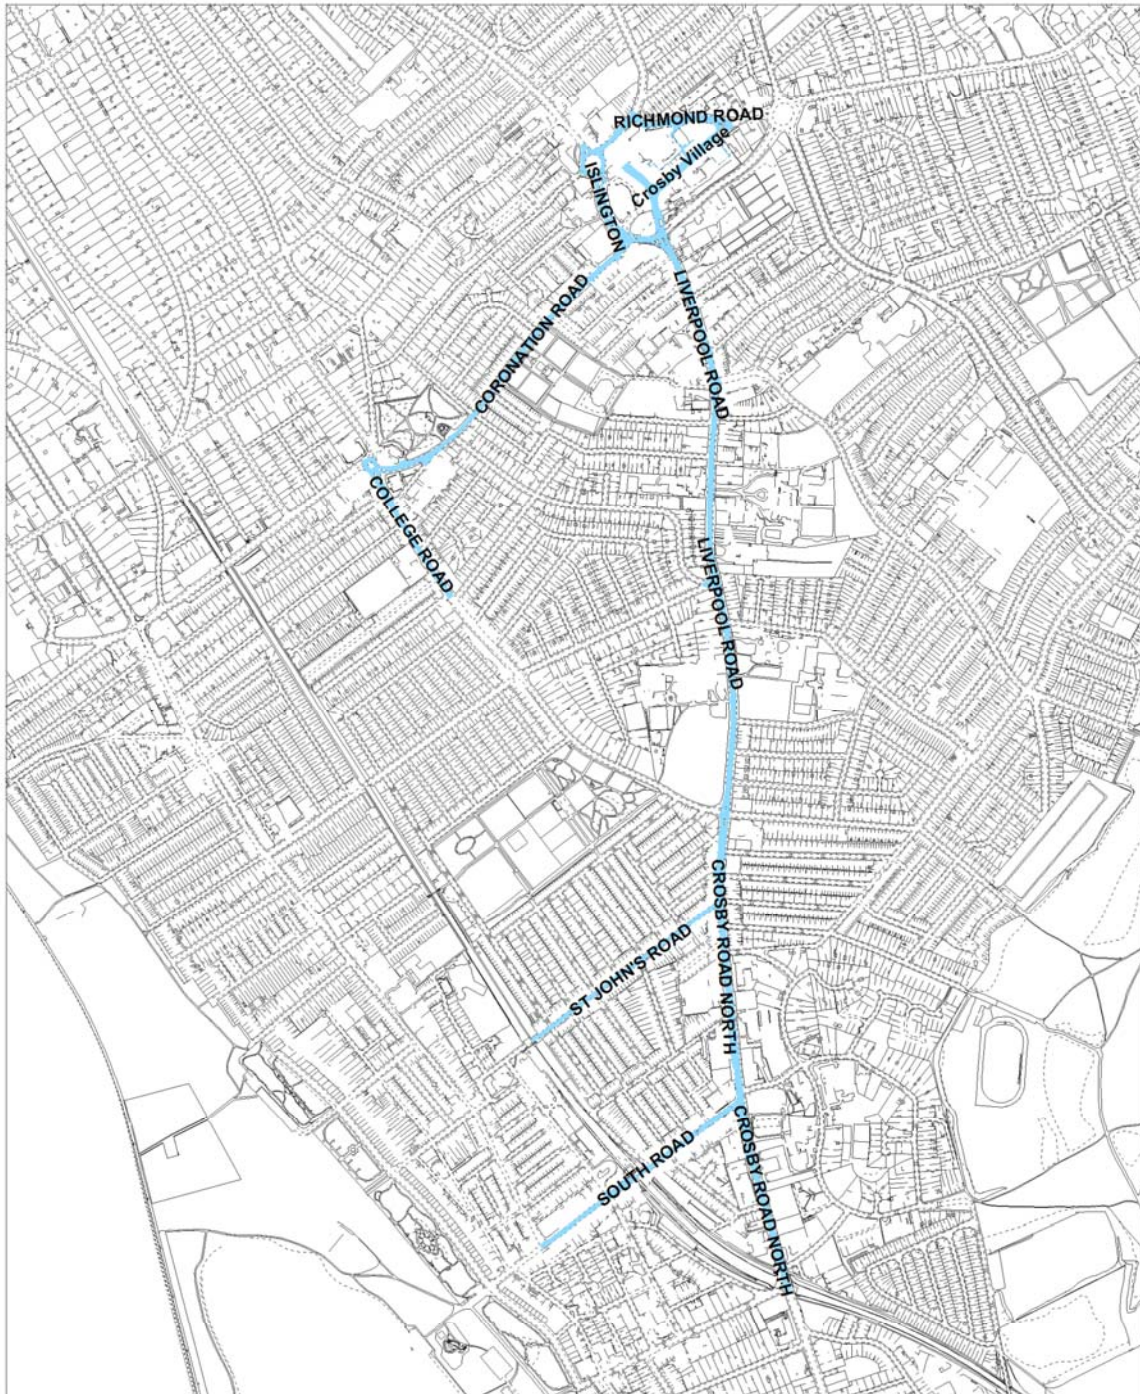 RICHMOND ROAD
Crosby Village
ISLINGTON
CORONATION ROAD
LIVERPOOL ROAD
COLLEGE ROAD
LIVERPOOL ROAD
CROSBY ROAD NORTH
ST JOHN'S ROAD
CROSBY ROAD NORTH
SOUTH ROAD